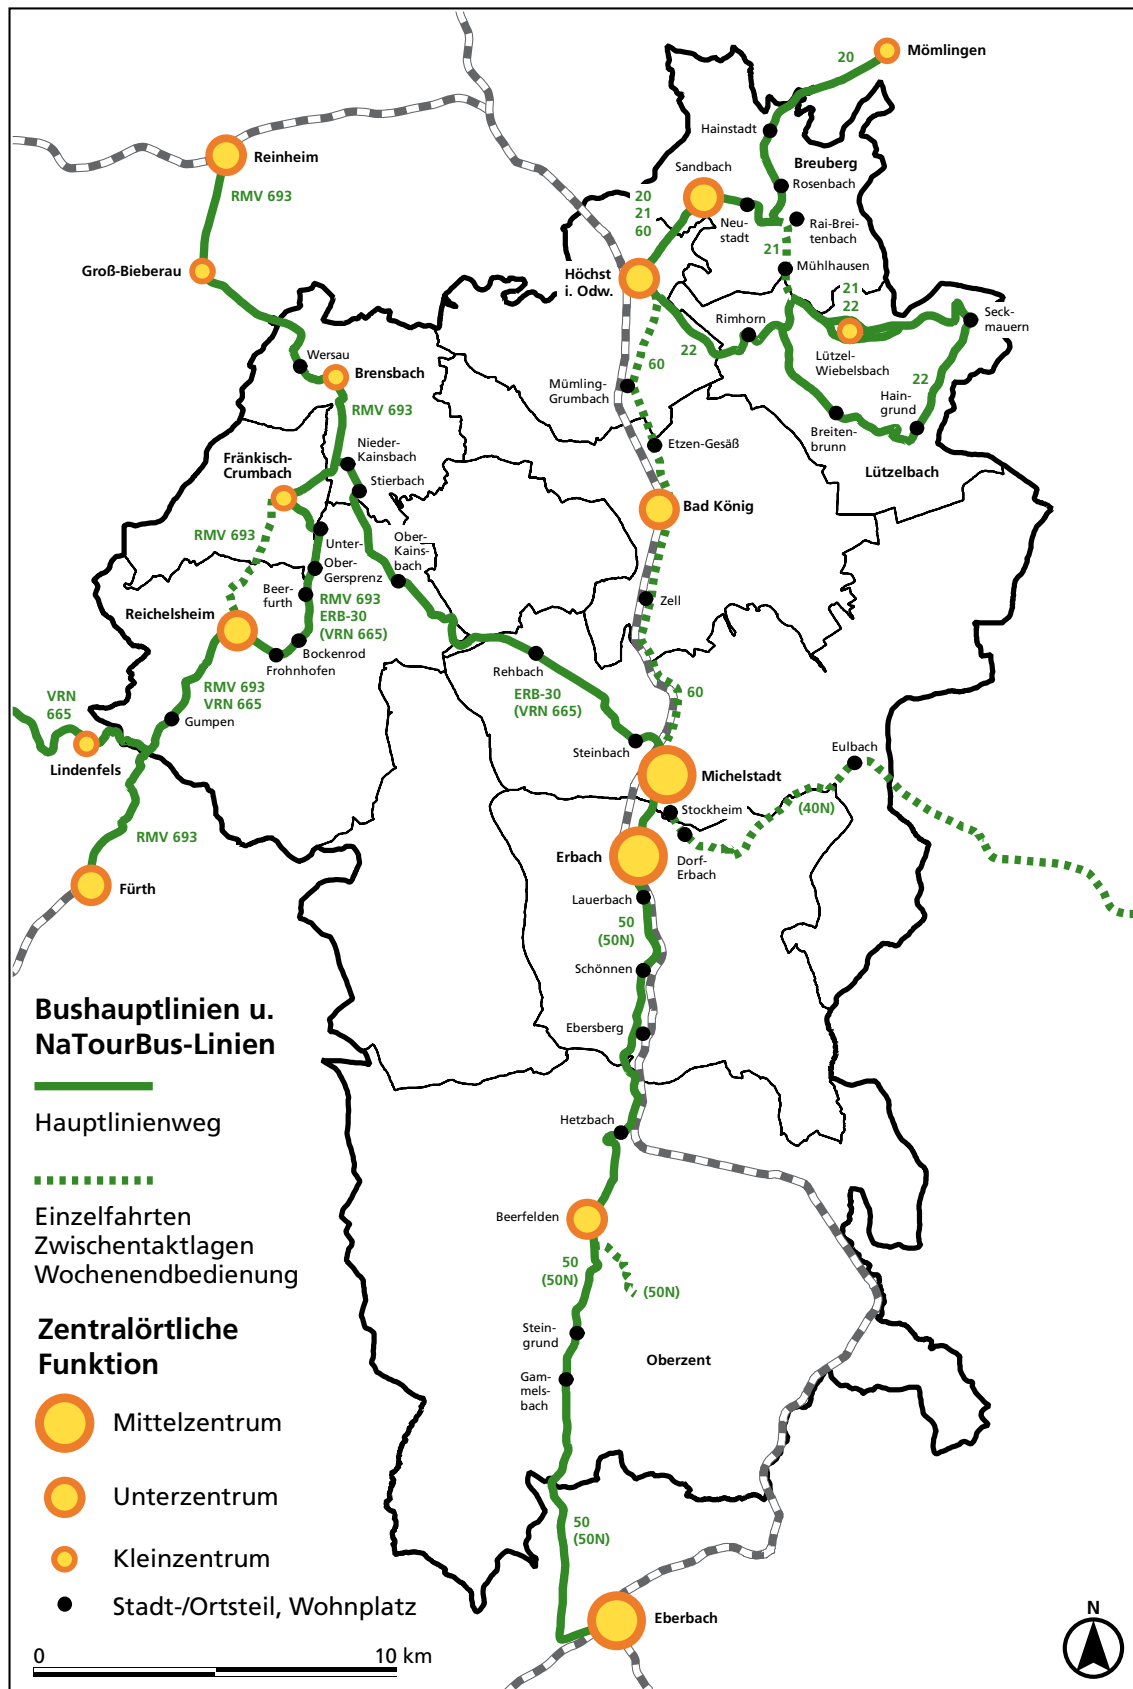 20
Mömlingen
Hainstadt
Breuberg
Reinheim
Sandbach
RMV 693
Rosenbach
20
21
60
Neu-
stadt
Rai-Brei-
tenbach
21
Groß-Bieberau
Höchst
i. Odw.
Mühlhausen
21
22
Seck-
mauern
Rimhorn
Wersau
22
60
Lützel-
Wiebelsbach
Brensbach
Mümling-
Grumbach
22
RMV 693
Hain-
grund
Breiten-
brunn
Nieder-
Kainsbach
Etzen-Gesäß
Fränkisch-
Crumbach
Lützelbach
Stierbach
Bad König
RMV 693
Unter-
Ober-
Gersprenz
Ober-
Kains-
bach
Beer-
furth
RMV 693
ERB-30
(VRN 665)
Zell
Reichelsheim
Bockenrod
Frohnhofen
Rehbach
RMV 693
VRN 665
ERB-30
(VRN 665)
60
VRN
665
Gumpen
Steinbach
Eulbach
Lindenfels
Michelstadt
Stockheim
(40N)
RMV 693
Erbach
Dorf-
Erbach
Fürth
Lauerbach
50
(50N)
Schönnen
Bushauptlinien u.
NaTourBus-Linien
Ebersberg
Hauptlinienweg
Hetzbach
Einzelfahrten
Zwischentaktlagen
Wochenendbedienung
Beerfelden
50
(50N)
(50N)
Zentralörtliche
Funktion
Stein-
grund
Oberzent
Gam-
mels-
bach
Mittelzentrum
Unterzentrum
50
(50N)
Kleinzentrum
Stadt-/Ortsteil, Wohnplatz
Eberbach
N
0
10 km